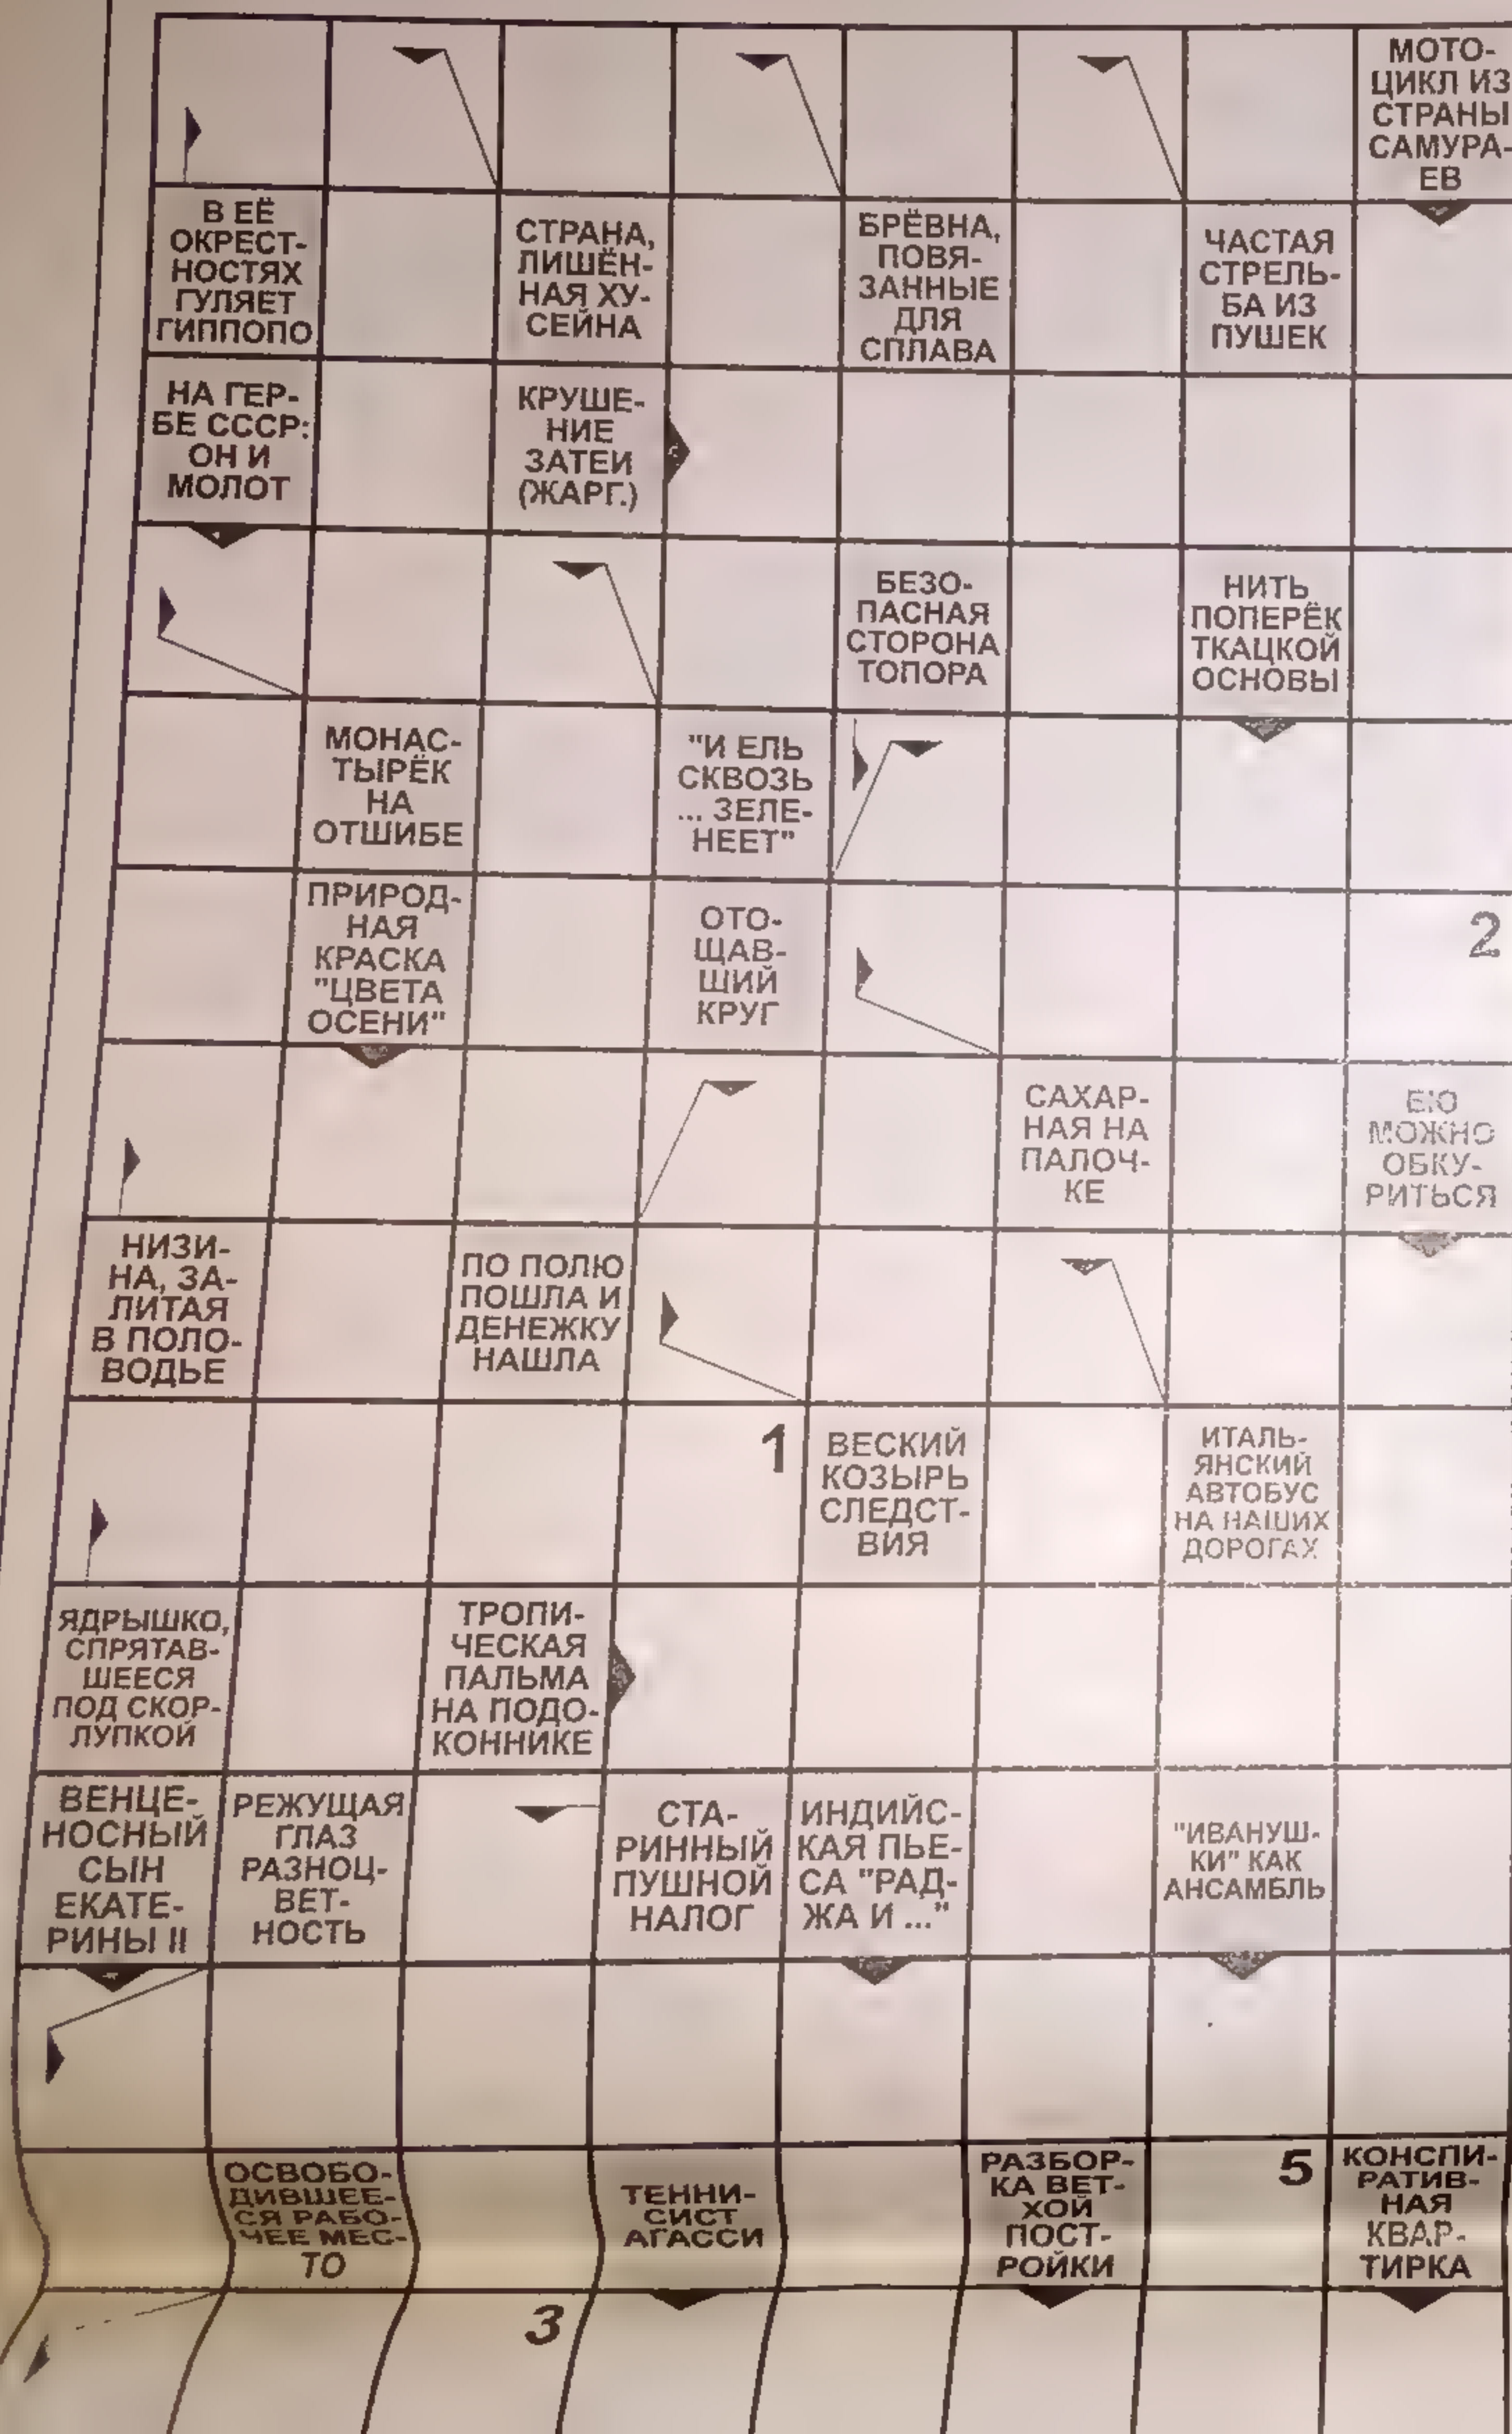 МОТО-
ЦИКЛ ИЗ
СТРАНЫ
САМУРА-
ЕВ
В ЕЁ
ОКРЕСТ-
НОСТЯХ
ГУЛЯЕТ
ГИППОПО
СТРАНА,
ЛИШЁН-
НАЯ ХУ-
СЕЙНА
БРЁВНА,
ПОВЯ-
ЗАННЫЕ
ДЛЯ
СПЛАВА
ЧАСТАЯ
СТРЕЛЬ-
БА ИЗ
ПУШЕК
НА ГЕР-
БЕ СССР:
ОН И
МОЛОТ
КРУШЕ-
НИЕ
ЗАТЕИ
(ЖАРГ.)
БЕЗО-
ПАСНАЯ
СТОРОНА
ТОПОРА
НИТЬ
ПОПЕРЁК
ТКАЦКОЙ
ОСНОВЫ
МОНАС-
ТЫРЁК
НА
ОТШИБЕ
"И ЕЛЬ
СКВОЗЬ
... ЗЕЛЕ-
НЕЕТ"
ПРИРОД-
НАЯ
КРАСКА
"ЦВЕТА
ОСЕНИ"
ОТО-
ЩАВ-
ШИЙ
КРУГ
2
САХАР-
НАЯ НА
ПАЛОЧ-
КЕ
ЕЮ
МОЖНО
ОБКУ-
РИТЬСЯ
НИЗИ-
НА, ЗА-
ЛИТАЯ
В ПОЛО-
ВОДЬЕ
ПО ПОЛЮ
ПОШЛА И
ДЕНЕЖКУ
НАШЛА
1
ВЕСКИЙ
КОЗЫРЬ
СЛЕДСТ-
ВИЯ
ИТАЛЬ-
ЯНСКИЙ
АВТОБУС
НА НАШИХ
ДОРОГАХ
ЯДРЫШКО,
СПРЯТАВ-
ШЕЕСЯ
ПОД СКОР-
ЛУПКОЙ
ТРОПИ-
ЧЕСКАЯ
ПАЛЬМА
НА ПОДО-
КОННИКЕ
ВЕНЦЕ-
НОСНЫЙ
СЫН
ЕКАТЕ-
РИНЫ II
РЕЖУЩАЯ
ГЛАЗ
РАЗНОЦ-
ВЕТ-
НОСТЬ
СТА-
РИННЫЙ
ПУШНОЙ
НАЛОГ
ИНДИЙС-
КАЯ ПЬЕ-
СА "РАД-
ЖА И ..."
"ИВАНУШ-
КИ" КАК
АНСАМБЛЬ
ОСВОБО-
ДИВШЕЕ-
СЯ РАБО-
ЧЕЕ МЕС-
ТО
ТЕННИ-
СИСТ
АГАССИ
РАЗБОР-
КА ВЕТ-
ХОЙ
ПОСТ-
РОЙКИ
5
КОНСПИ-
РАТИВ-
НАЯ
КВАР-
ТИРКА
3